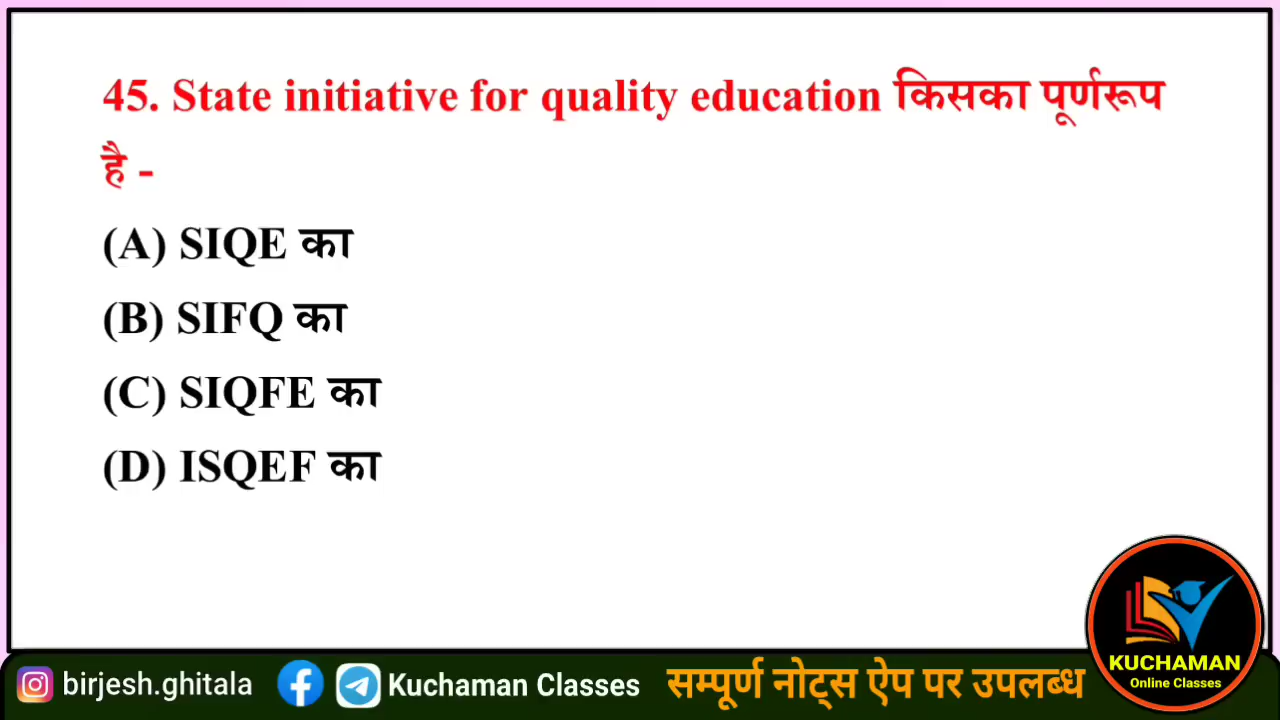 45. State initiative for quality education किसका पूर्णरूप
है -
(A) SIQE का
(B) SIFQ का
(C) SIQFE का
(D) ISQEF का
KUCHAMAN
Online Classes
birjesh.ghitala
Kuchaman Classes
सम्पूर्ण नोट्स ऐप पर उपलब्ध